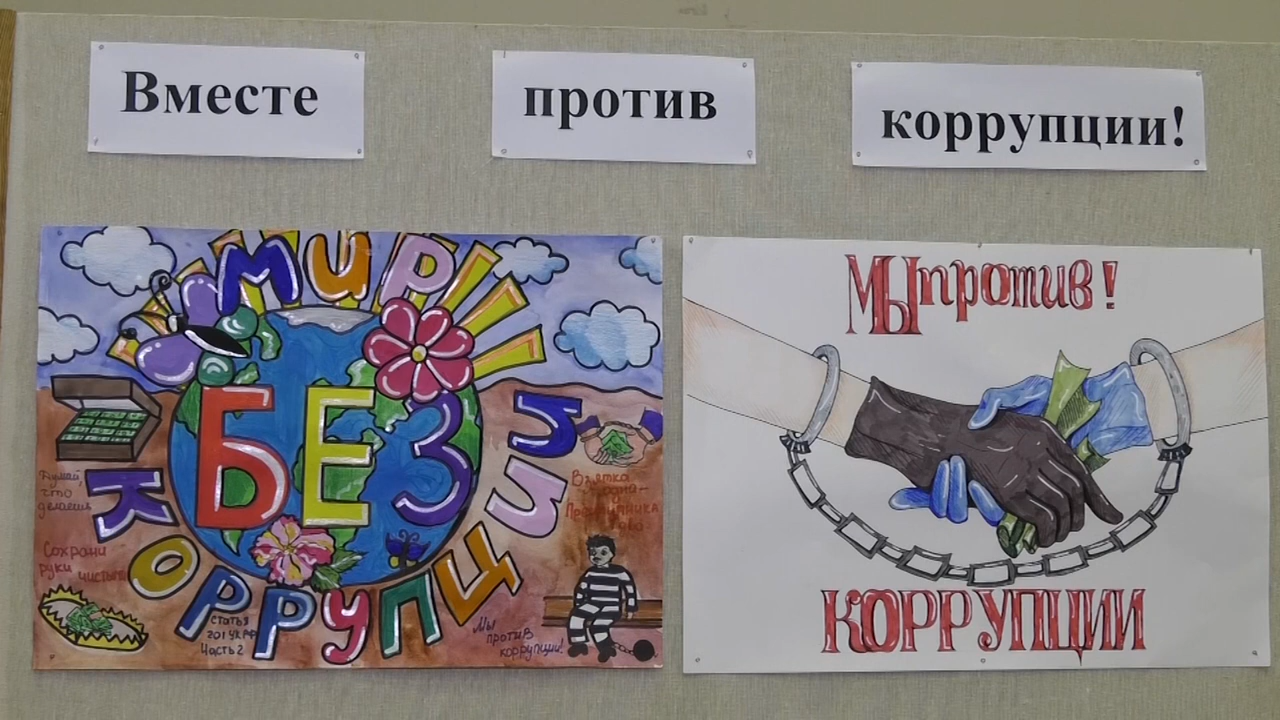 Вместе против коррупции!
Мир
БЕЗ
КОРРУПЦИИ
Думай,
что
делаешь
Сохрани
руки чистыми
Взятка
статья
201 УК РФ
Часть 2
Мы
против
коррупции!
Мы против!
КОРРУПЦИИ